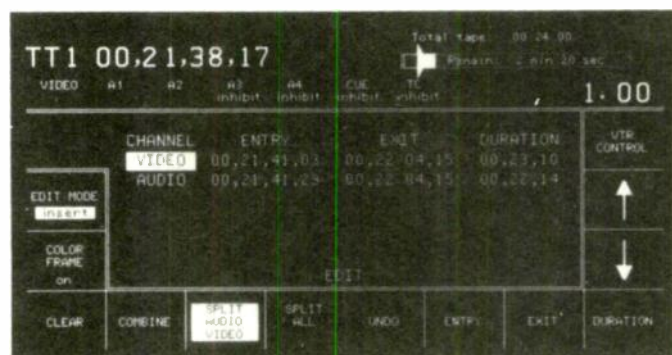 Total tape 00 24 00
TT1 00,21,38,17
Remain: 2 min 20 sec
VIDEO A1 A2 A3 A4 CUE TC
inhibit inhibit inhibit inhibit
1.00
CHANNEL ENTRY EXIT DURATION
VTR CONTROL
VIDEO 00,21,41,03 00,22 04,15 00,23,10
AUDIO 00,21,41,29 00,22 04,15 00,22,14
EDIT MODE
insert
COLOR
FRAME
on
EDIT
CLEAR COMBINE SPLIT AUDIO VIDEO SPLIT ALL UNDO ENTRY EXIT DURATION